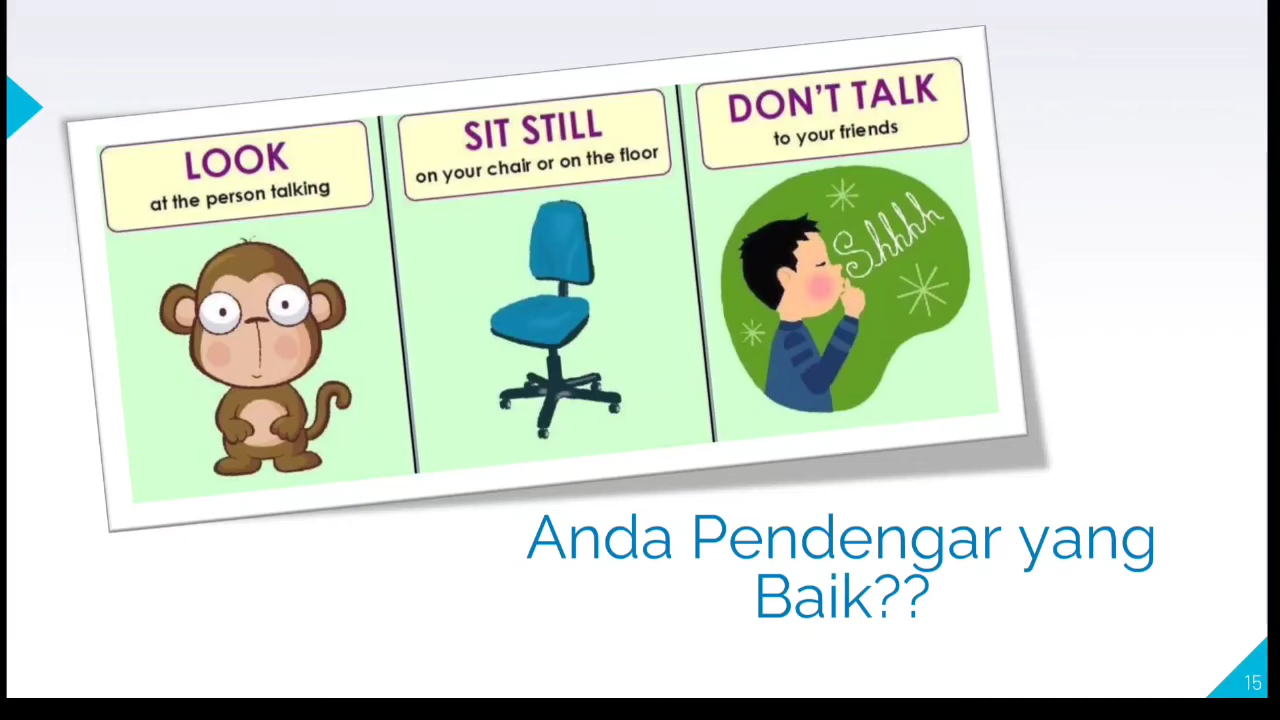 LOOK
at the person talking
SIT STILL
on your chair or on the floor
DON'T TALK
to your friends
Shhhh
Anda Pendengar yang
Baik??
15